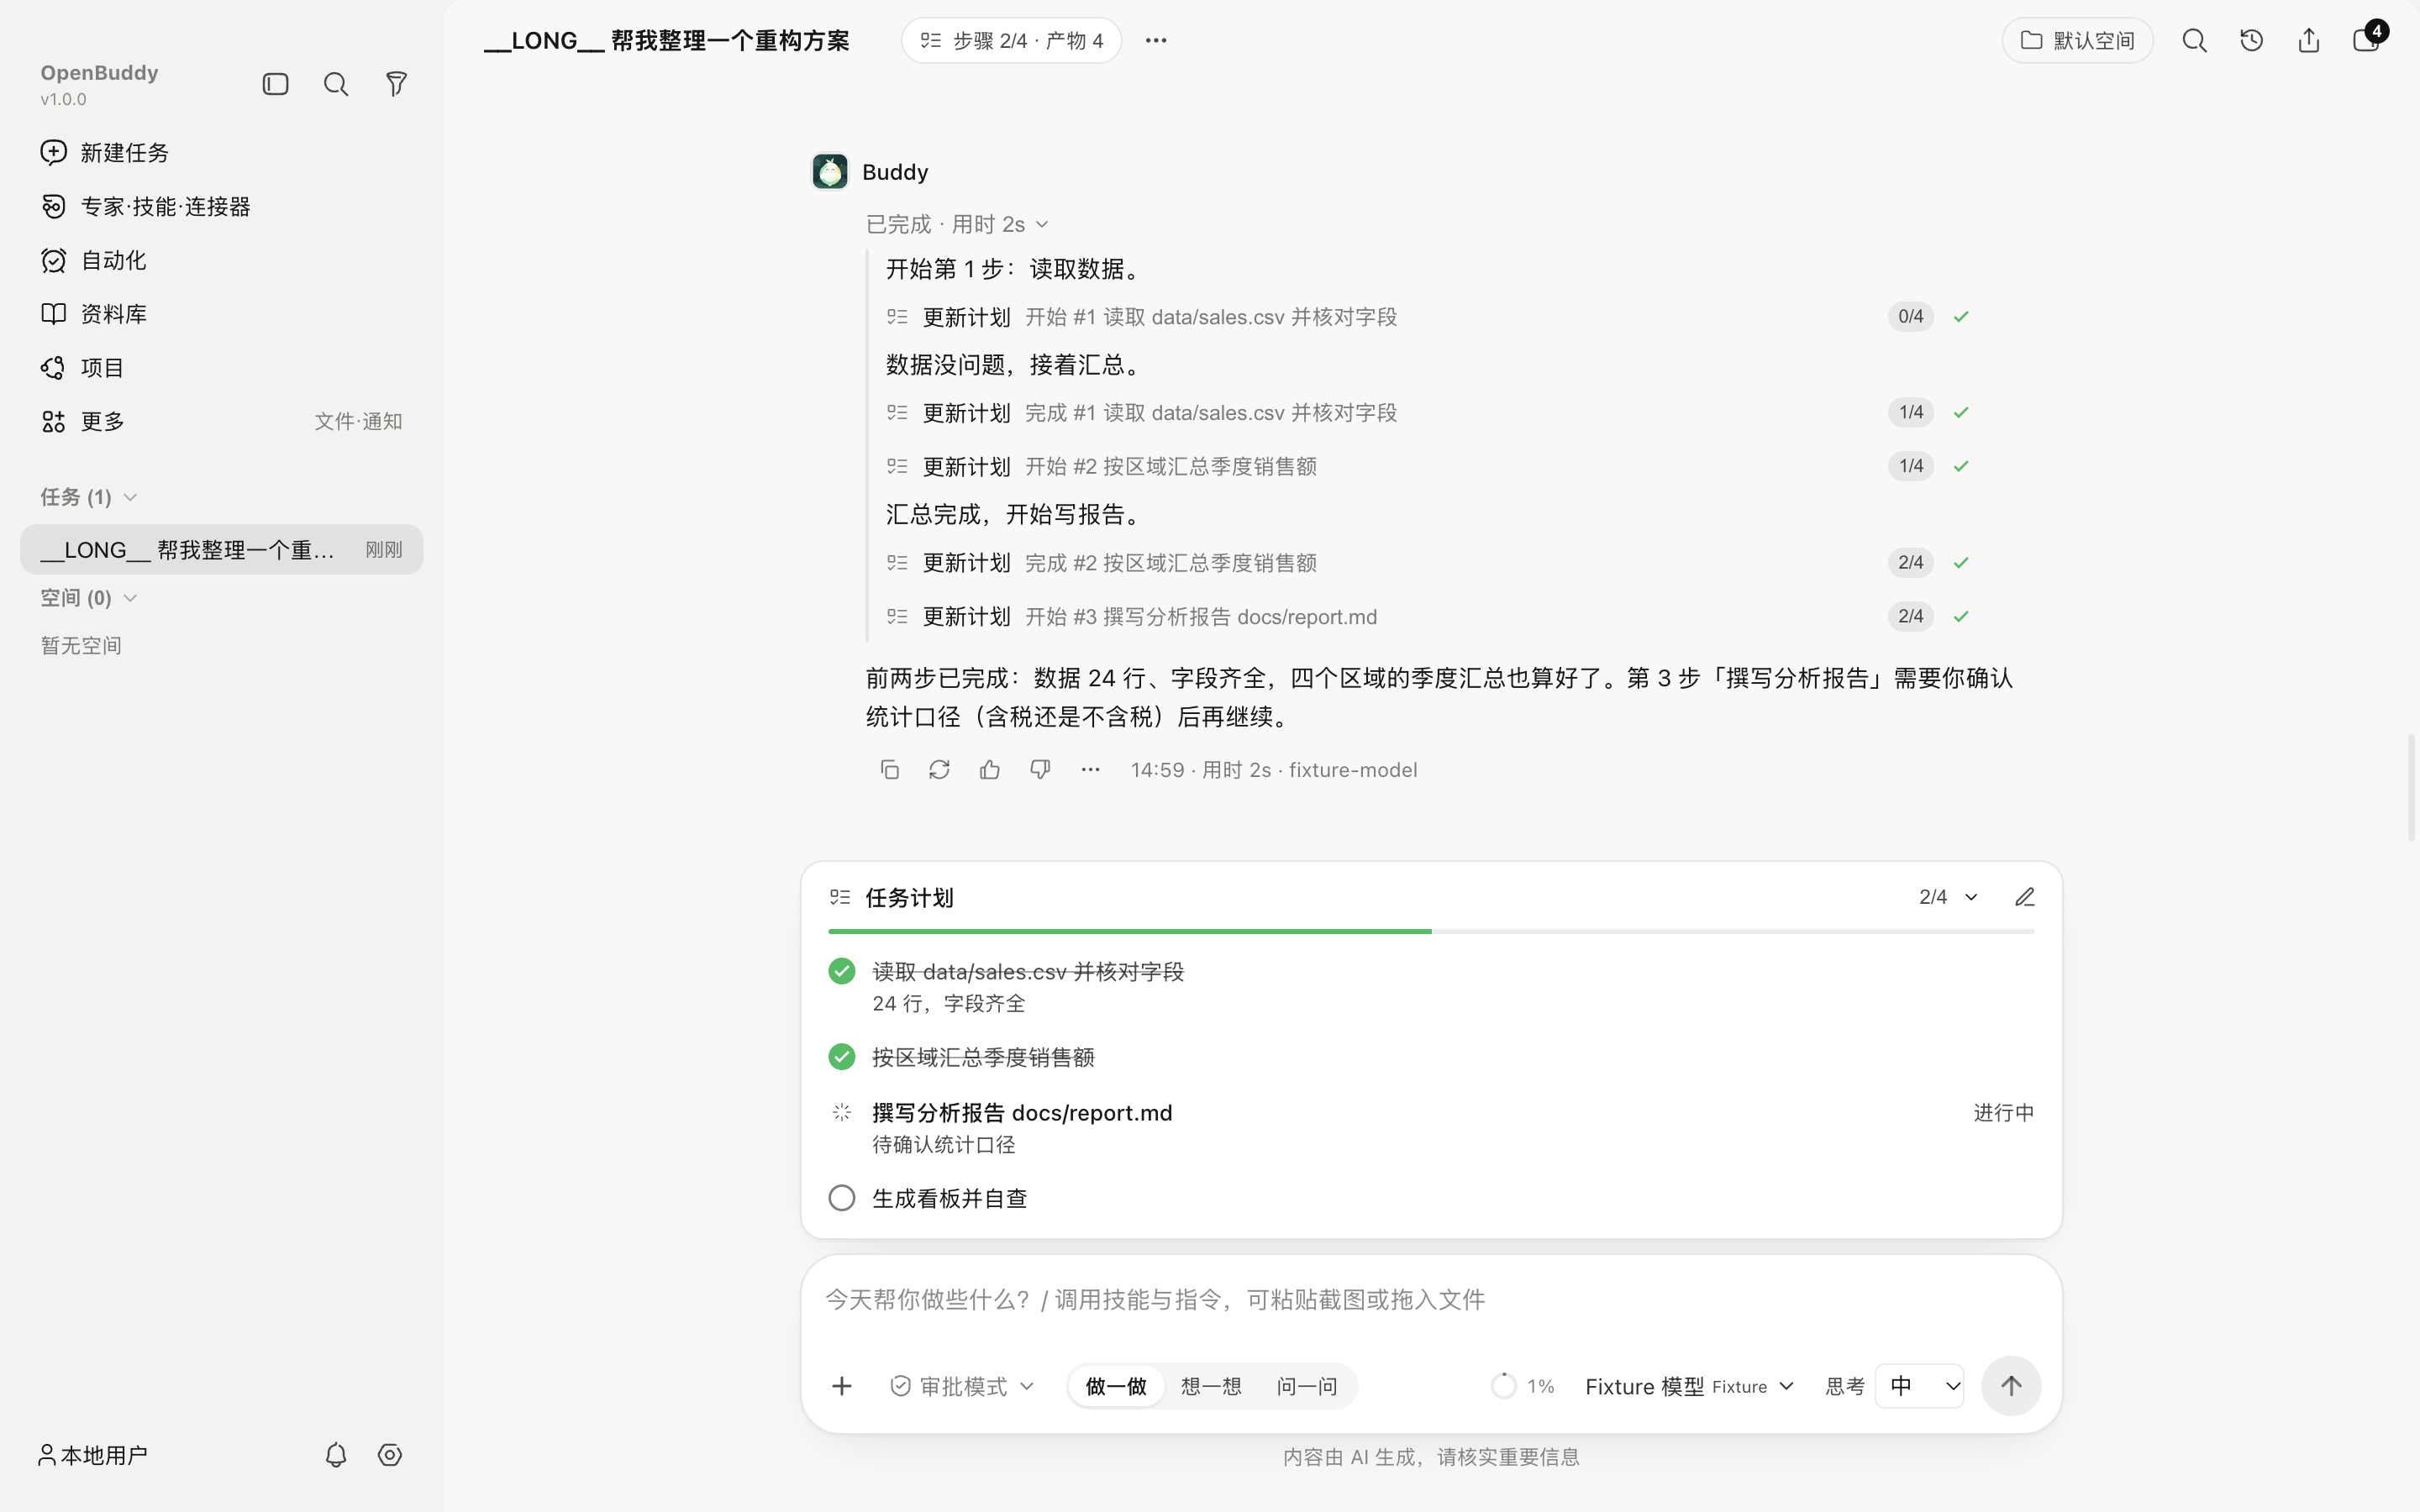 OpenBuddy
v1.0.0
新建任务
专家·技能·连接器
自动化
资料库
项目
更多 文件·通知
任务 (1)
__LONG__ 帮我整理一个重… 刚刚
空间 (0)
暂无空间
本地用户
__LONG__ 帮我整理一个重构方案 步骤 2/4 · 产物 4 默认空间 4
Buddy
已完成 · 用时 2s
开始第 1 步：读取数据。
更新计划 开始 #1 读取 data/sales.csv 并核对字段 0/4
数据没问题，接着汇总。
更新计划 完成 #1 读取 data/sales.csv 并核对字段 1/4
更新计划 开始 #2 按区域汇总季度销售额 1/4
汇总完成，开始写报告。
更新计划 完成 #2 按区域汇总季度销售额 2/4
更新计划 开始 #3 撰写分析报告 docs/report.md 2/4
前两步已完成：数据 24 行、字段齐全，四个区域的季度汇总也算好了。第 3 步「撰写分析报告」需要你确认
统计口径（含税还是不含税）后再继续。
14:59 · 用时 2s · fixture-model
任务计划 2/4
读取 data/sales.csv 并核对字段
24 行，字段齐全
按区域汇总季度销售额
撰写分析报告 docs/report.md 进行中
待确认统计口径
生成看板并自查
今天帮你做些什么？/ 调用技能与指令，可粘贴截图或拖入文件
审批模式 做一做 想一想 问一问 1% Fixture 模型 Fixture 思考 中
内容由 AI 生成，请核实重要信息